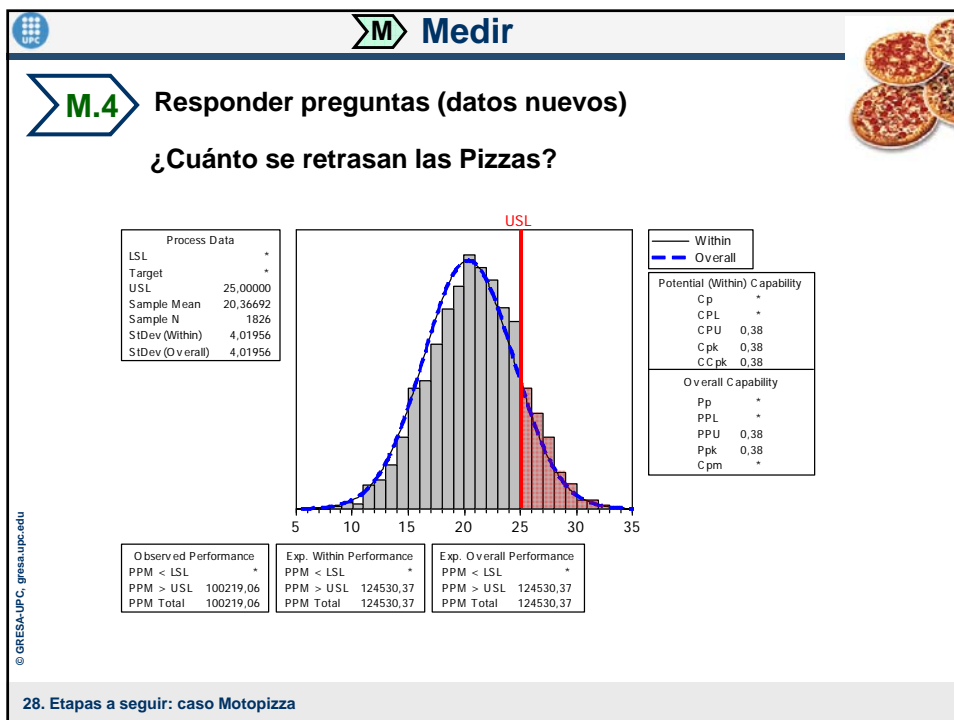 UPC
M Medir
M.4 Responder preguntas (datos nuevos)
¿Cuánto se retrasan las Pizzas?
USL
Process Data
LSL *
Target *
USL 25,00000
Sample Mean 20,36692
Sample N 1826
StDev (Within) 4,01956
StDev (Overall) 4,01956
Within
Overall
Potential (Within) Capability
Cp *
CPL *
CPU 0,38
Cpk 0,38
CCpk 0,38
Overall Capability
Pp *
PPL *
PPU 0,38
Ppk 0,38
Cpm *
5 10 15 20 25 30 35
Observed Performance
PPM < LSL *
PPM > USL 100219,06
PPM Total 100219,06
Exp. Within Performance
PPM < LSL *
PPM > USL 124530,37
PPM Total 124530,37
Exp. Overall Performance
PPM < LSL *
PPM > USL 124530,37
PPM Total 124530,37
© GRESA-UPC, gresa.upc.edu
28. Etapas a seguir: caso Motopizza